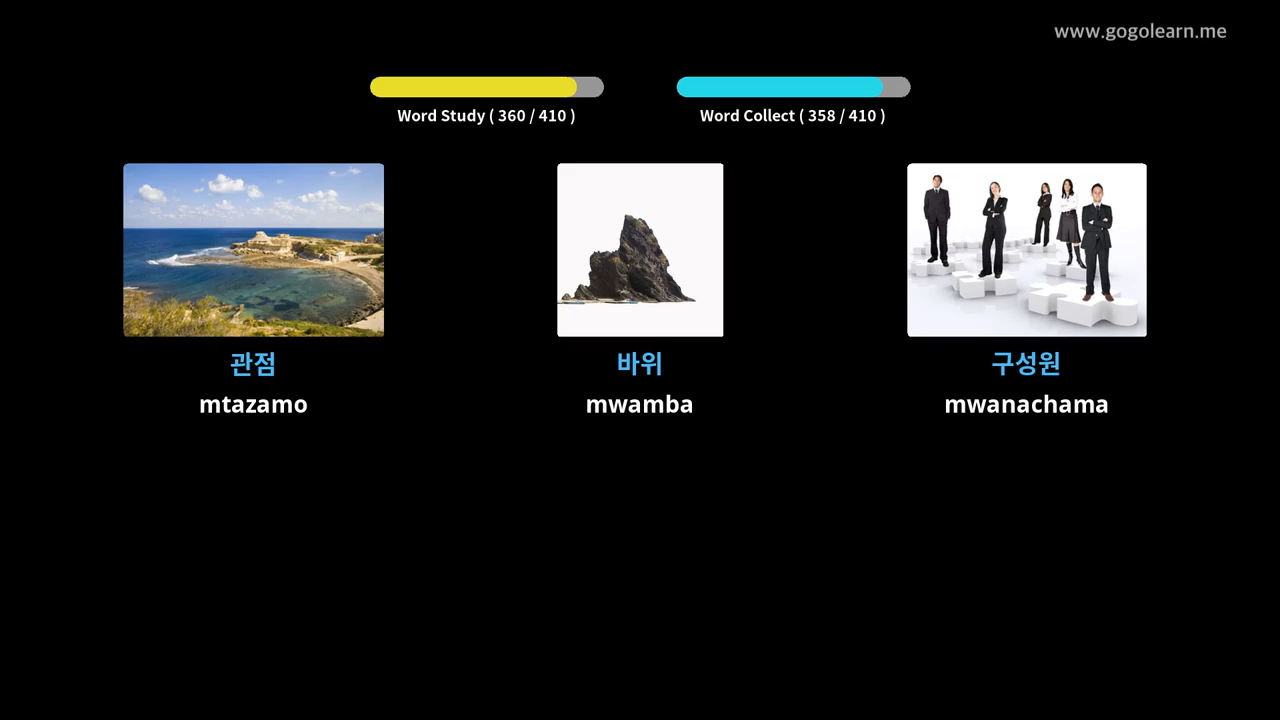 www.gogolearn.me
Word Study ( 360 / 410 )
Word Collect ( 358 / 410 )
관점
바위
구성원
mtazamo
mwamba
mwanachama